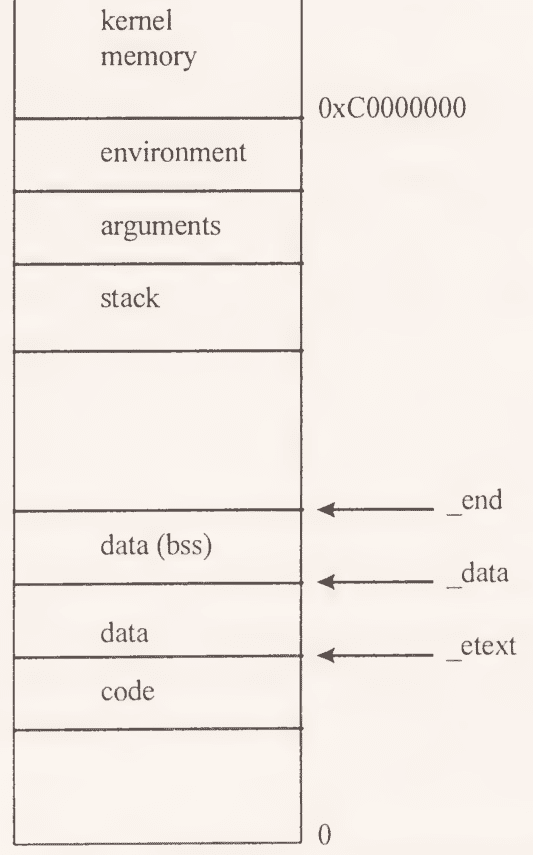 kernel
memory
0xC0000000
environment
arguments
stack
_end
data (bss)
_data
data
_etext
code
0